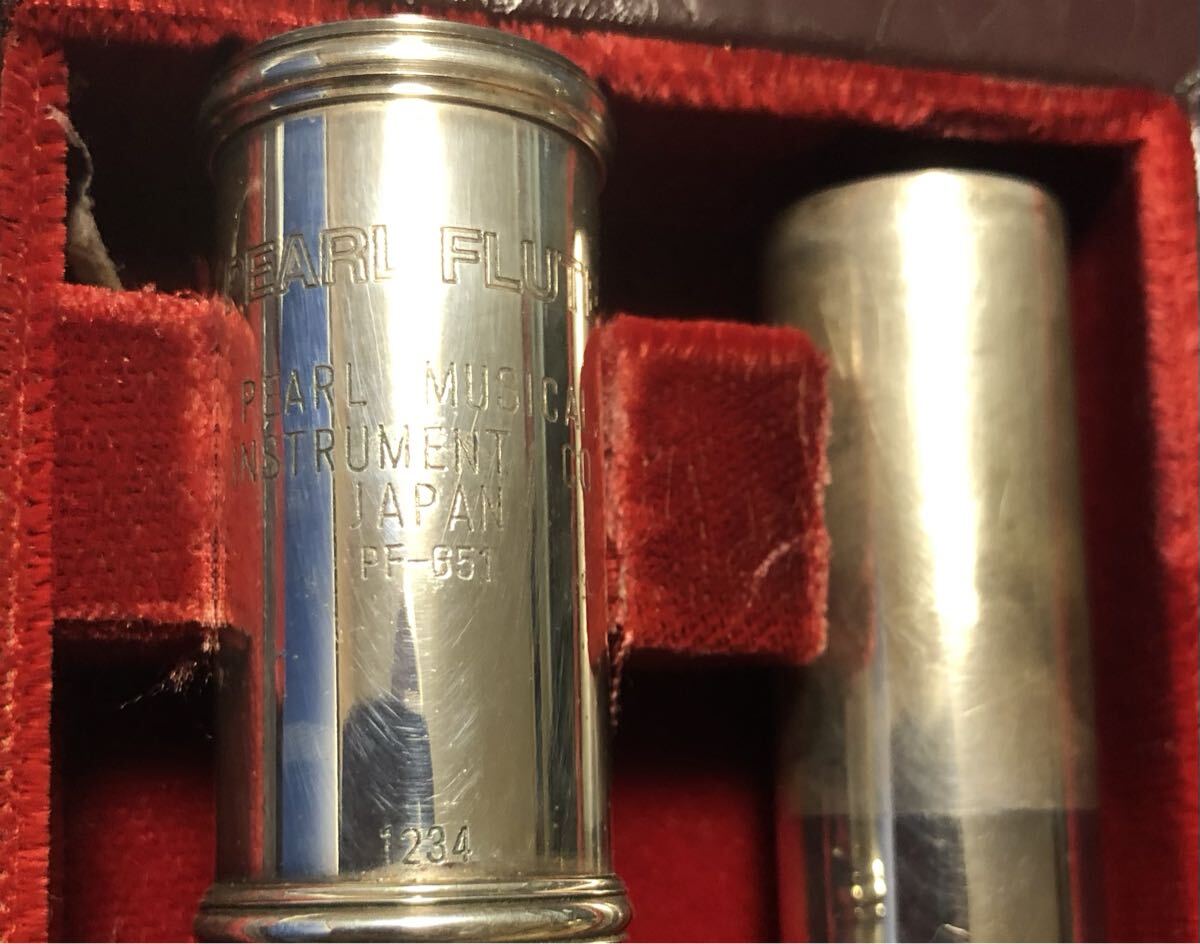 PEARL FLUTE
PEARL MUSICAL
INSTRUMENT CO
JAPAN
PF-651
1234